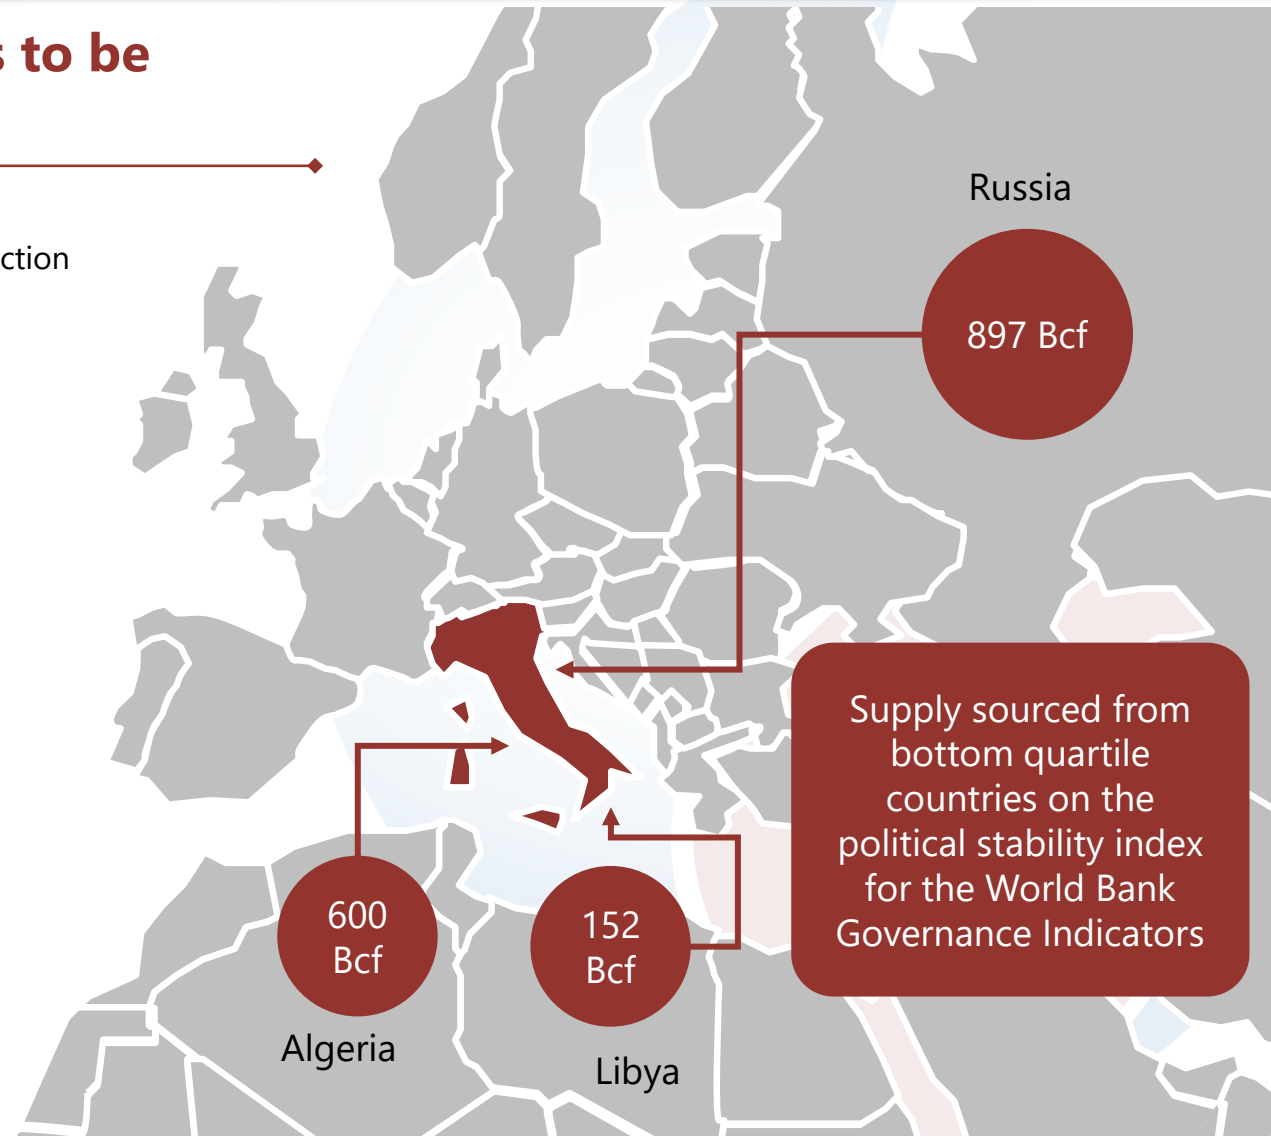 s to be
ction
Russia
897 Bcf
Supply sourced from
bottom quartile
countries on the
political stability index
for the World Bank
Governance Indicators
600
Bcf
Algeria
152
Bcf
Libya